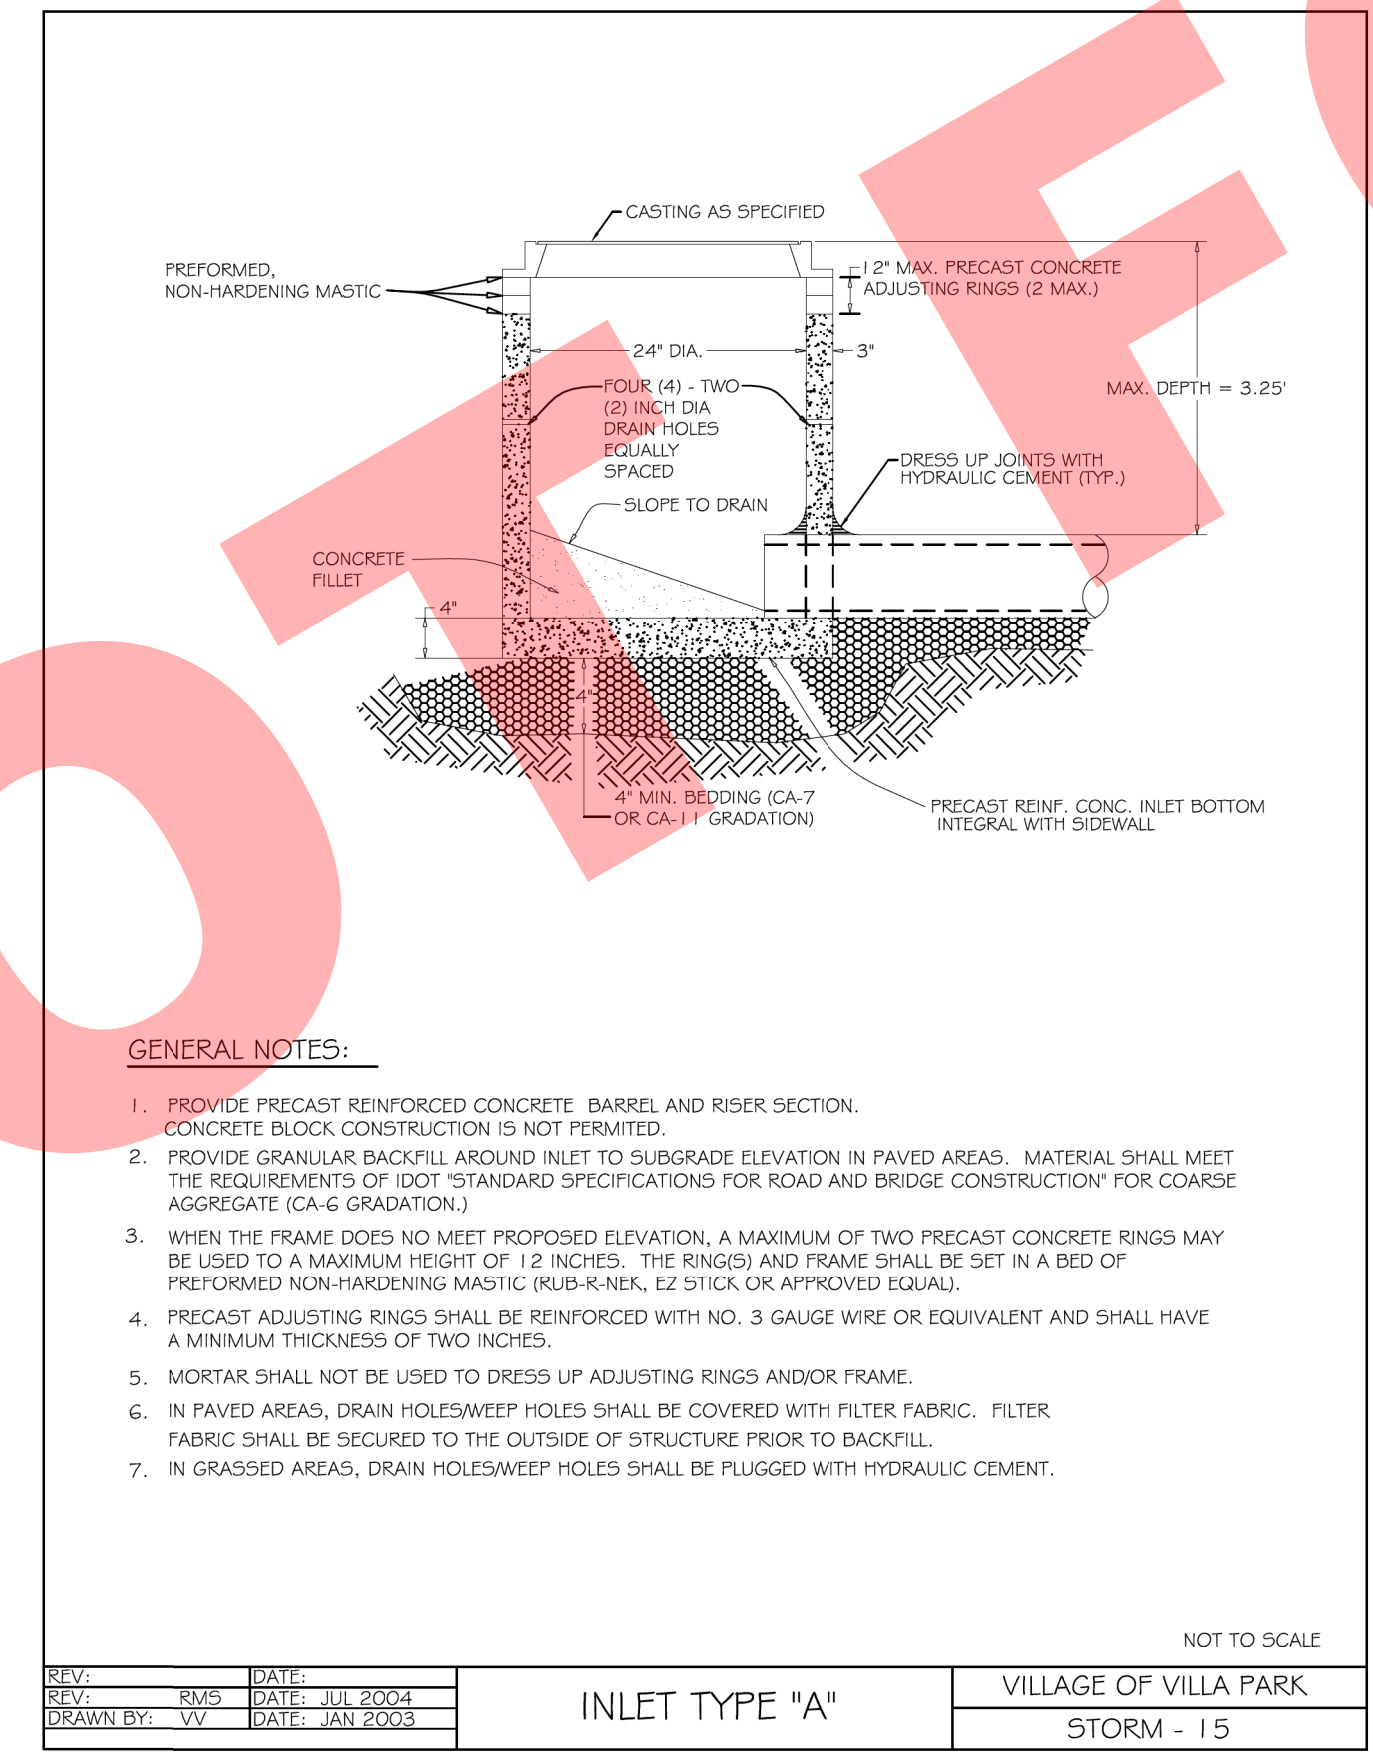 CASTING AS SPECIFIED
PREFORMED,
NON-HARDENING MASTIC
12" MAX. PRECAST CONCRETE
ADJUSTING RINGS (2 MAX.)
24" DIA.
3"
MAX. DEPTH = 3.25'
FOUR (4) - TWO
(2) INCH DIA
DRAIN HOLES
EQUALLY
SPACED
DRESS UP JOINTS WITH
HYDRAULIC CEMENT (TYP.)
SLOPE TO DRAIN
CONCRETE
FILLET
4"
4"
4" MIN. BEDDING (CA-7
OR CA-11 GRADATION)
PRECAST REINF. CONC. INLET BOTTOM
INTEGRAL WITH SIDEWALL
GENERAL NOTES:
1. PROVIDE PRECAST REINFORCED CONCRETE BARREL AND RISER SECTION.
CONCRETE BLOCK CONSTRUCTION IS NOT PERMITED.
2. PROVIDE GRANULAR BACKFILL AROUND INLET TO SUBGRADE ELEVATION IN PAVED AREAS. MATERIAL SHALL MEET
THE REQUIREMENTS OF IDOT "STANDARD SPECIFICATIONS FOR ROAD AND BRIDGE CONSTRUCTION" FOR COARSE
AGGREGATE (CA-6 GRADATION.)
3. WHEN THE FRAME DOES NO MEET PROPOSED ELEVATION, A MAXIMUM OF TWO PRECAST CONCRETE RINGS MAY
BE USED TO A MAXIMUM HEIGHT OF 12 INCHES. THE RING(S) AND FRAME SHALL BE SET IN A BED OF
PREFORMED NON-HARDENING MASTIC (RUB-R-NEK, EZ STICK OR APPROVED EQUAL).
4. PRECAST ADJUSTING RINGS SHALL BE REINFORCED WITH NO. 3 GAUGE WIRE OR EQUIVALENT AND SHALL HAVE
A MINIMUM THICKNESS OF TWO INCHES.
5. MORTAR SHALL NOT BE USED TO DRESS UP ADJUSTING RINGS AND/OR FRAME.
6. IN PAVED AREAS, DRAIN HOLES/WEEP HOLES SHALL BE COVERED WITH FILTER FABRIC. FILTER
FABRIC SHALL BE SECURED TO THE OUTSIDE OF STRUCTURE PRIOR TO BACKFILL.
7. IN GRASSED AREAS, DRAIN HOLES/WEEP HOLES SHALL BE PLUGGED WITH HYDRAULIC CEMENT.
NOT TO SCALE
REV: DATE:
REV: RMS DATE: JUL 2004
DRAWN BY: VV DATE: JAN 2003
INLET TYPE "A"
VILLAGE OF VILLA PARK
STORM - 15